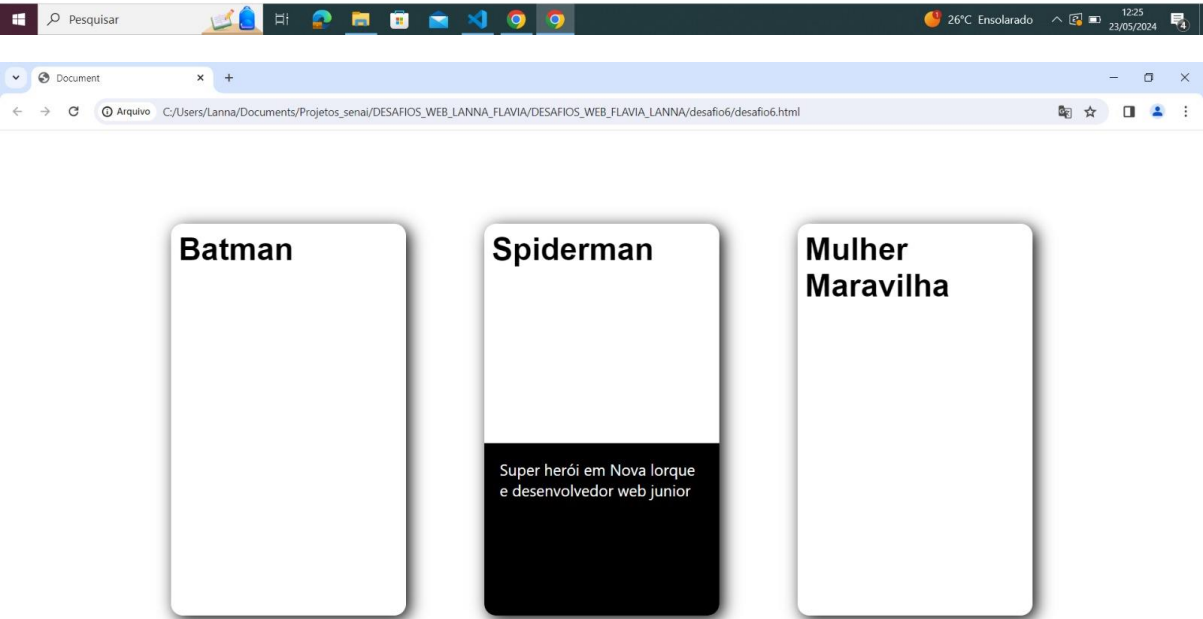 Pesquisar
26°C Ensolarado
12:25
23/05/2024
4
Document
Arquivo C:/Users/Lanna/Documents/Projetos_senai/DESAFIOS_WEB_LANNA_FLAVIA/DESAFIOS_WEB_FLAVIA_LANNA/desafio6/desafio6.html
Batman
Spiderman
Super herói em Nova Iorque
e desenvolvedor web junior
Mulher
Maravilha